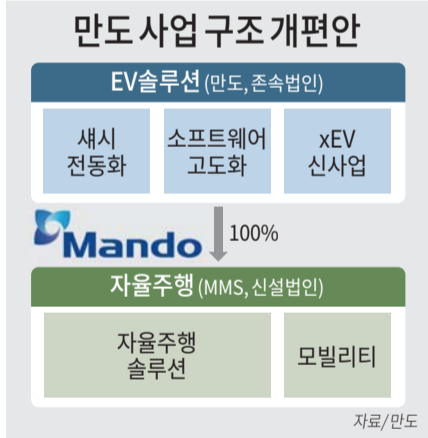 만도 사업 구조 개편안
EV솔루션 (만도, 존속법인)
섀시
전동화
소프트웨어
고도화
xEV
신사업
Mando
100%
자율주행 (MMS, 신설법인)
자율주행
솔루션
모빌리티
자료/만도